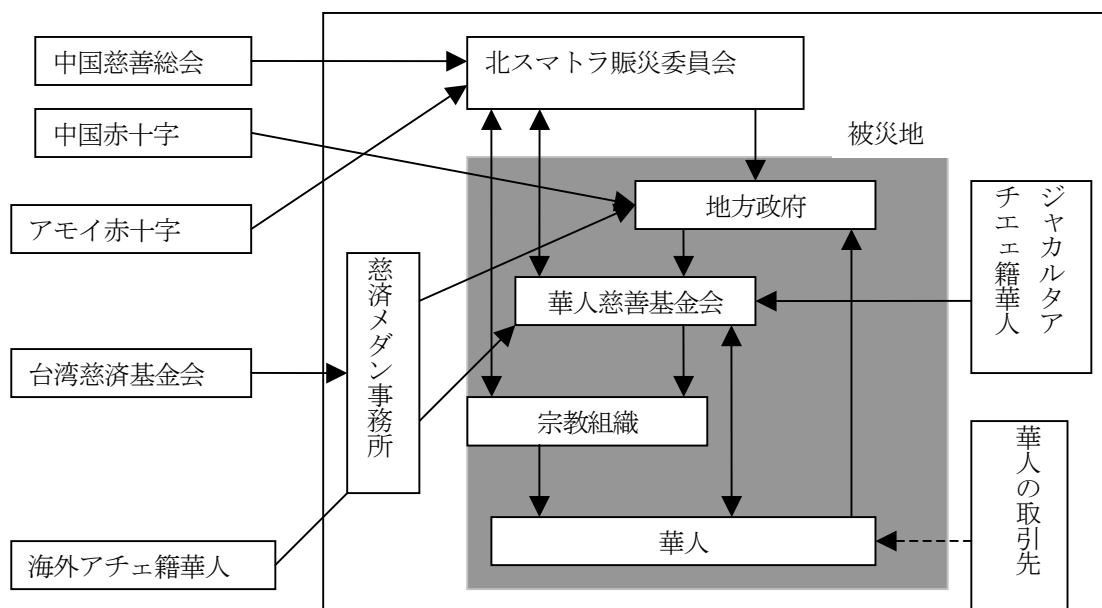 中国慈善総会
北スマトラ賑災委員会
中国赤十字
被災地
地方政府
アモイ赤十字
ジャカルタア
チエェ籍華人
慈済メダン事務所
華人慈善基金会
台湾慈済基金会
宗教組織
華人の取引先
華人
海外アチェ籍華人